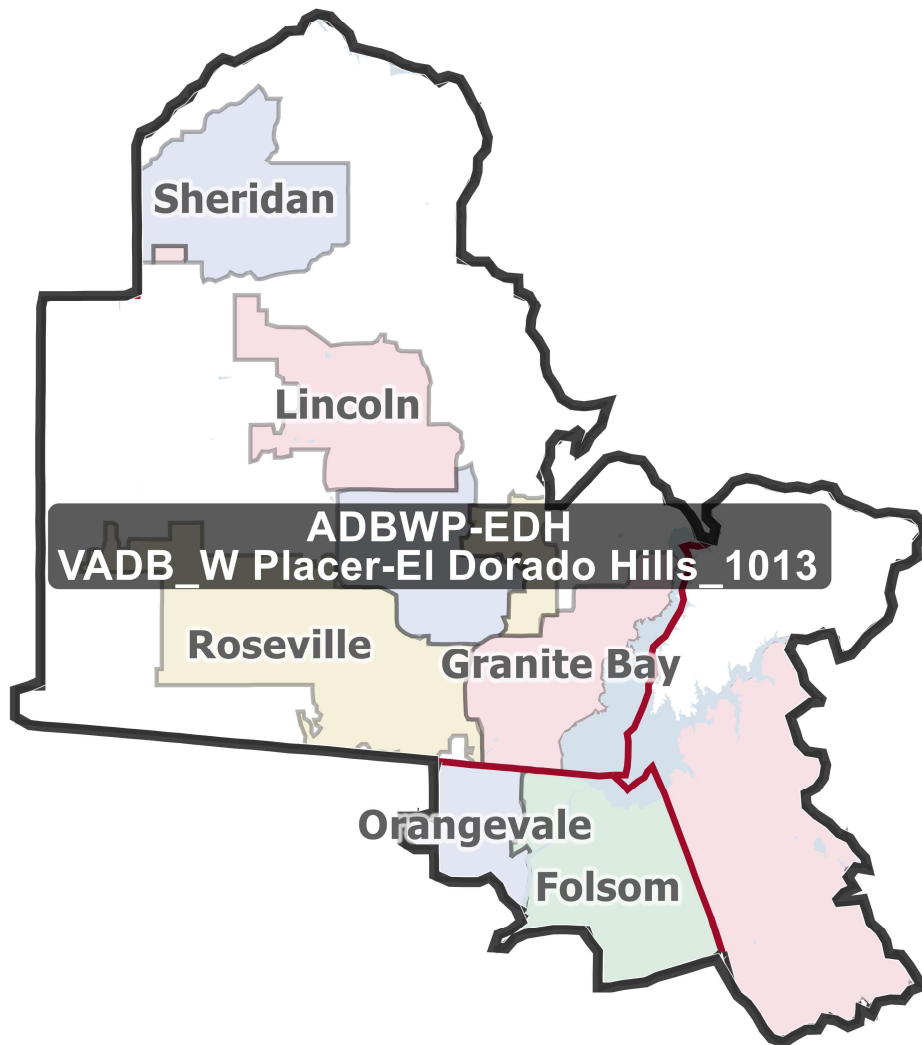 Sheridan
Lincoln
ADBWP-EDH
VADB_W Placer-El Dorado Hills_1013
Roseville
Granite Bay
Orangevale
Folsom